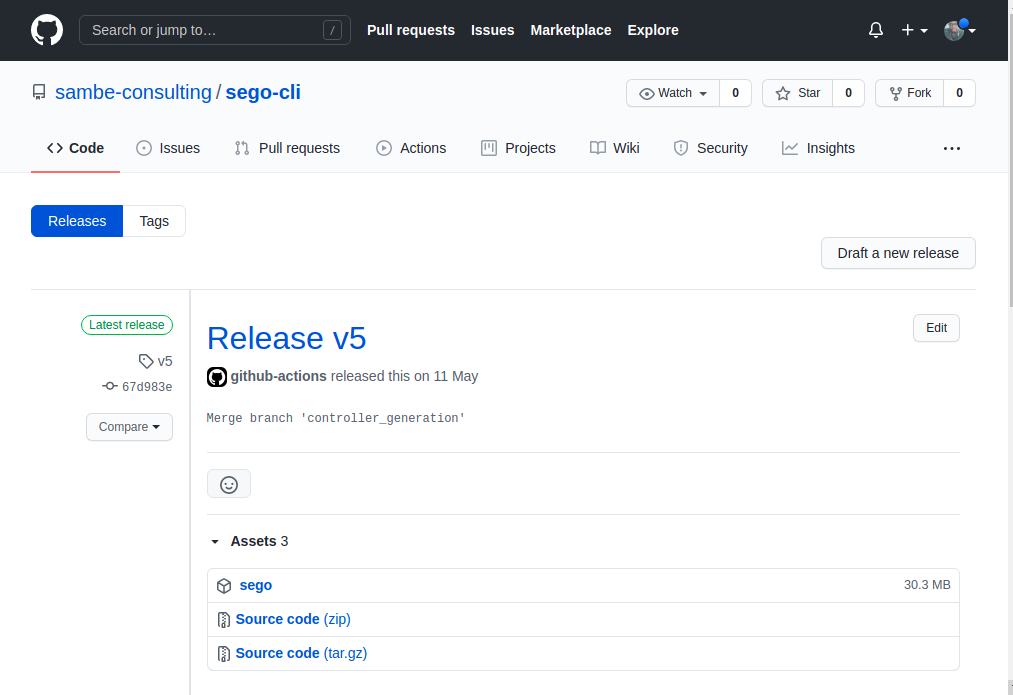 Search or jump to… /
Pull requests Issues Marketplace Explore
sambe-consulting / sego-cli
Watch 0 Star 0 Fork 0
Code Issues Pull requests Actions Projects Wiki Security Insights
Releases Tags
Draft a new release
Latest release
v5
67d983e
Compare
Release v5
Edit
github-actions released this on 11 May
Merge branch 'controller_generation'
Assets 3
sego 30.3 MB
Source code (zip)
Source code (tar.gz)